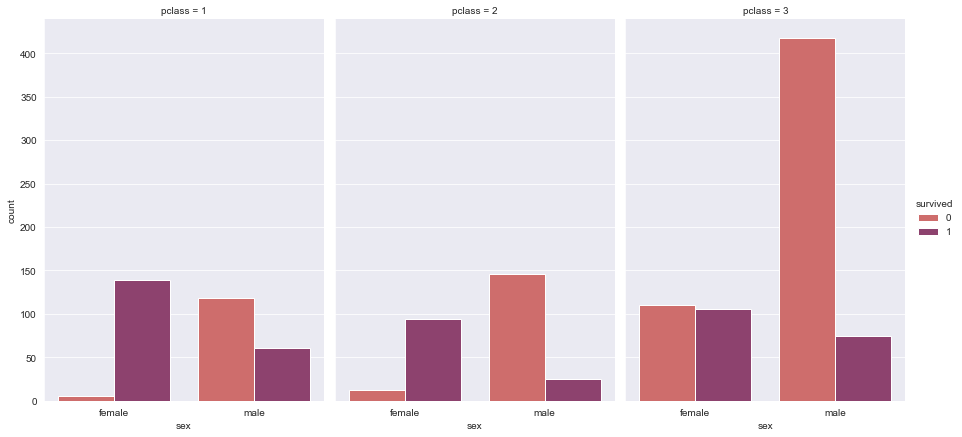 pclass = 1 pclass = 2 pclass = 3
400
350
300
250
200
150
100
50
0
count
female male female male female male
sex sex sex
survived
0
1